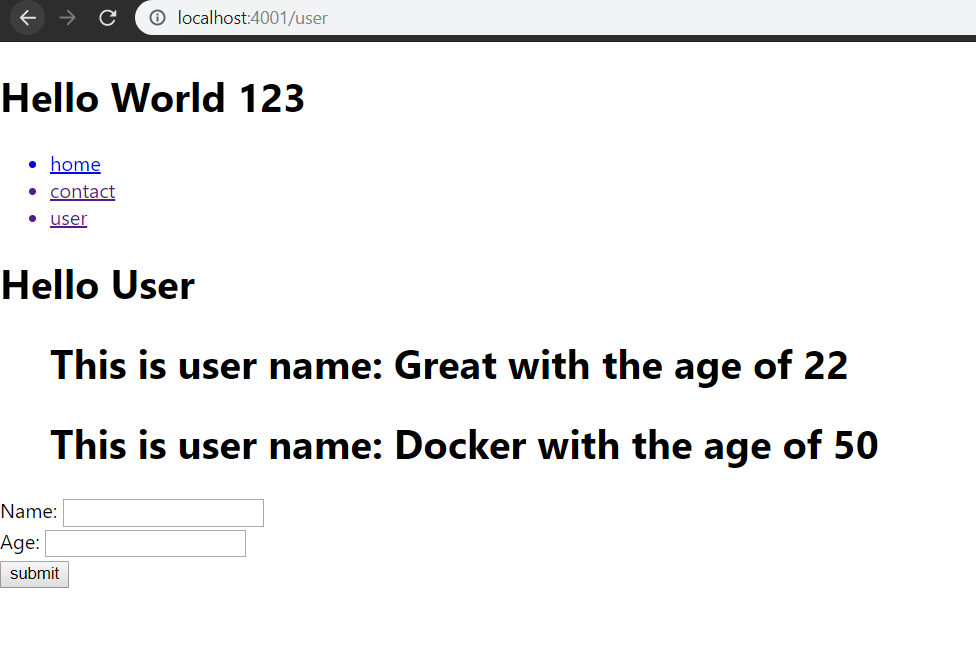 localhost:4001/user
Hello World 123
home
contact
user
Hello User
This is user name: Great with the age of 22
This is user name: Docker with the age of 50
Name:
Age:
submit